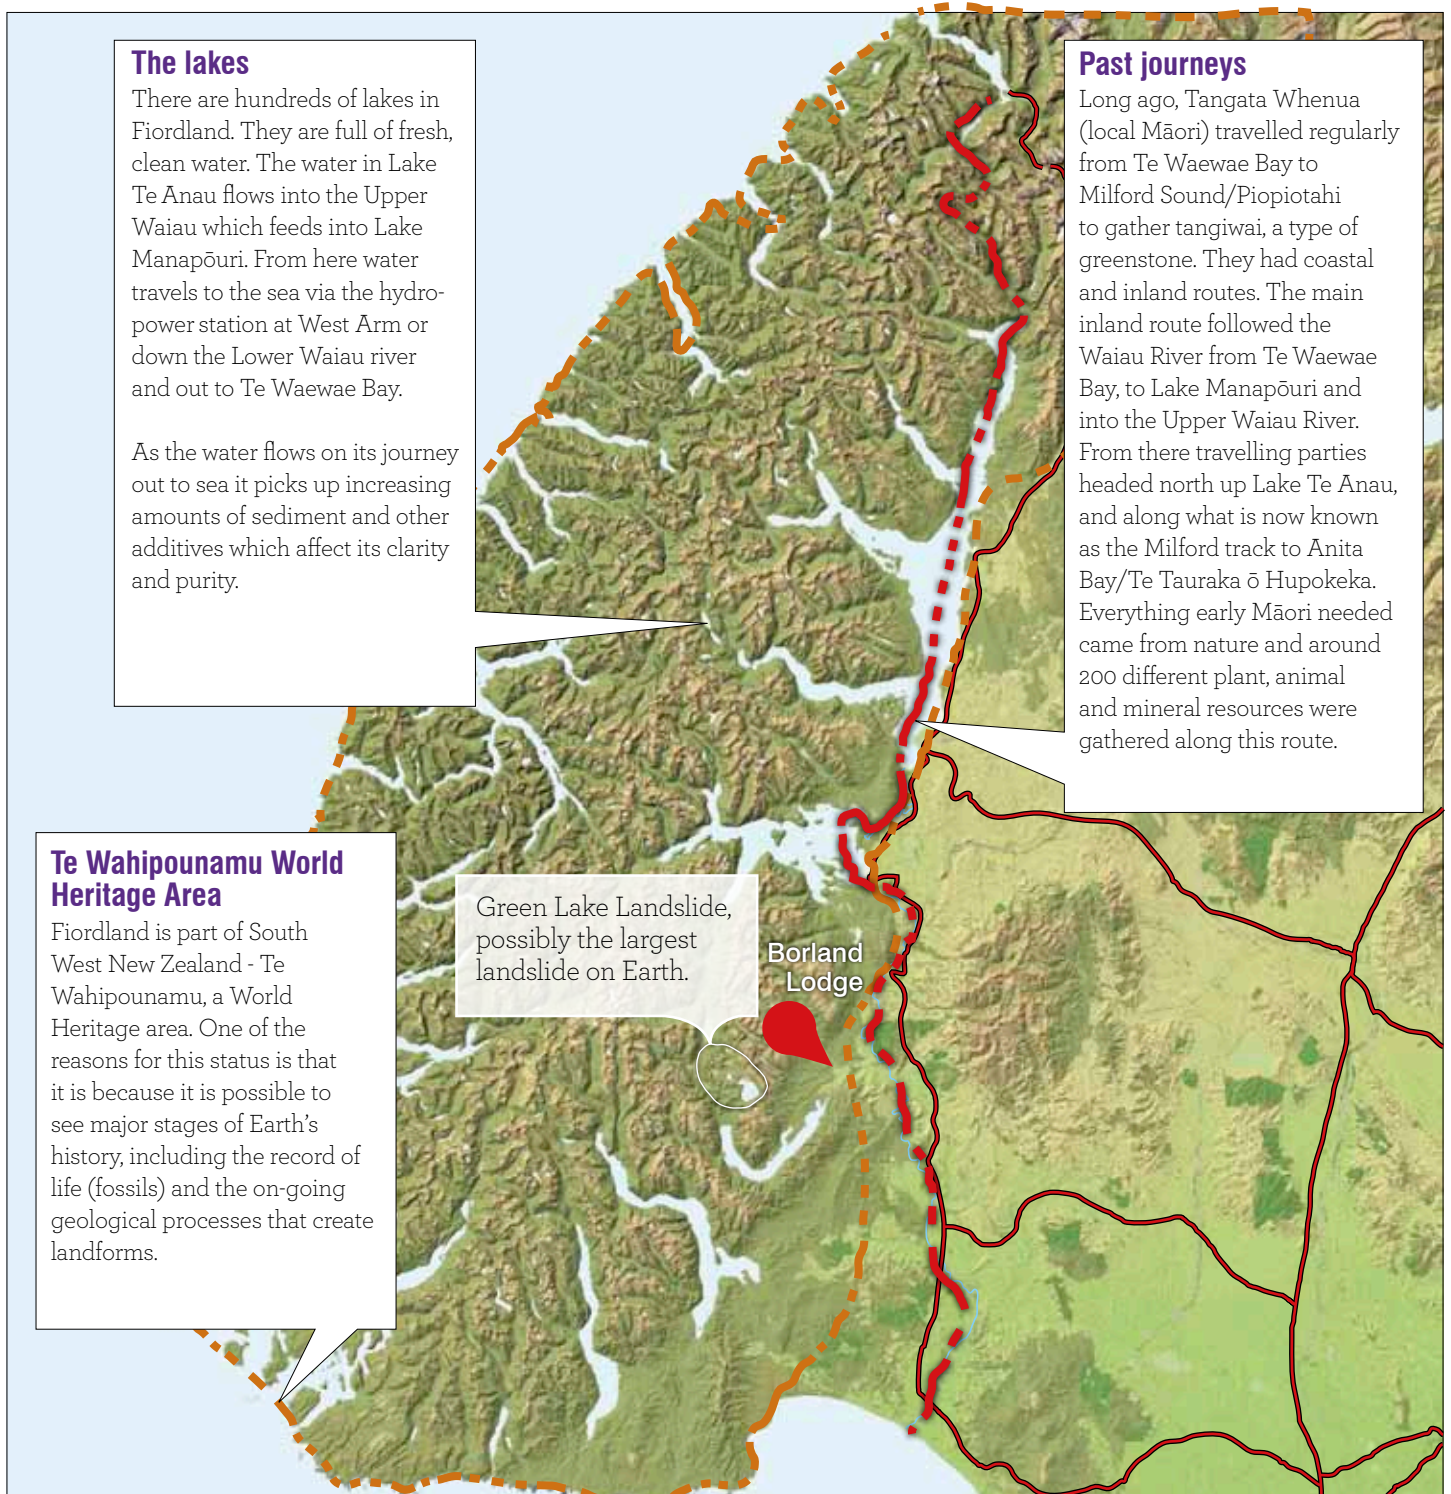 The lakes
There are hundreds of lakes in
Fiordland. They are full of fresh,
clean water. The water in Lake
Te Anau flows into the Upper
Waiau which feeds into Lake
Manapōuri. From here water
travels to the sea via the hydro-
power station at West Arm or
down the Lower Waiau river
and out to Te Waewae Bay.
As the water flows on its journey
out to sea it picks up increasing
amounts of sediment and other
additives which affect its clarity
and purity.
Past journeys
Long ago, Tangata Whenua
(local Māori) travelled regularly
from Te Waewae Bay to
Milford Sound/Piopiotahi
to gather tangiwai, a type of
greenstone. They had coastal
and inland routes. The main
inland route followed the
Waiau River from Te Waewae
Bay, to Lake Manapōuri and
into the Upper Waiau River.
From there travelling parties
headed north up Lake Te Anau,
and along what is now known
as the Milford track to Anita
Bay/Te Tauraka ō Hupokeka.
Everything early Māori needed
came from nature and around
200 different plant, animal
and mineral resources were
gathered along this route.
Te Wahipounamu World
Heritage Area
Fiordland is part of South
West New Zealand - Te
Wahipounamu, a World
Heritage area. One of the
reasons for this status is that
it is because it is possible to
see major stages of Earth's
history, including the record of
life (fossils) and the on-going
geological processes that create
landforms.
Green Lake Landslide,
possibly the largest
landslide on Earth.
Borland
Lodge